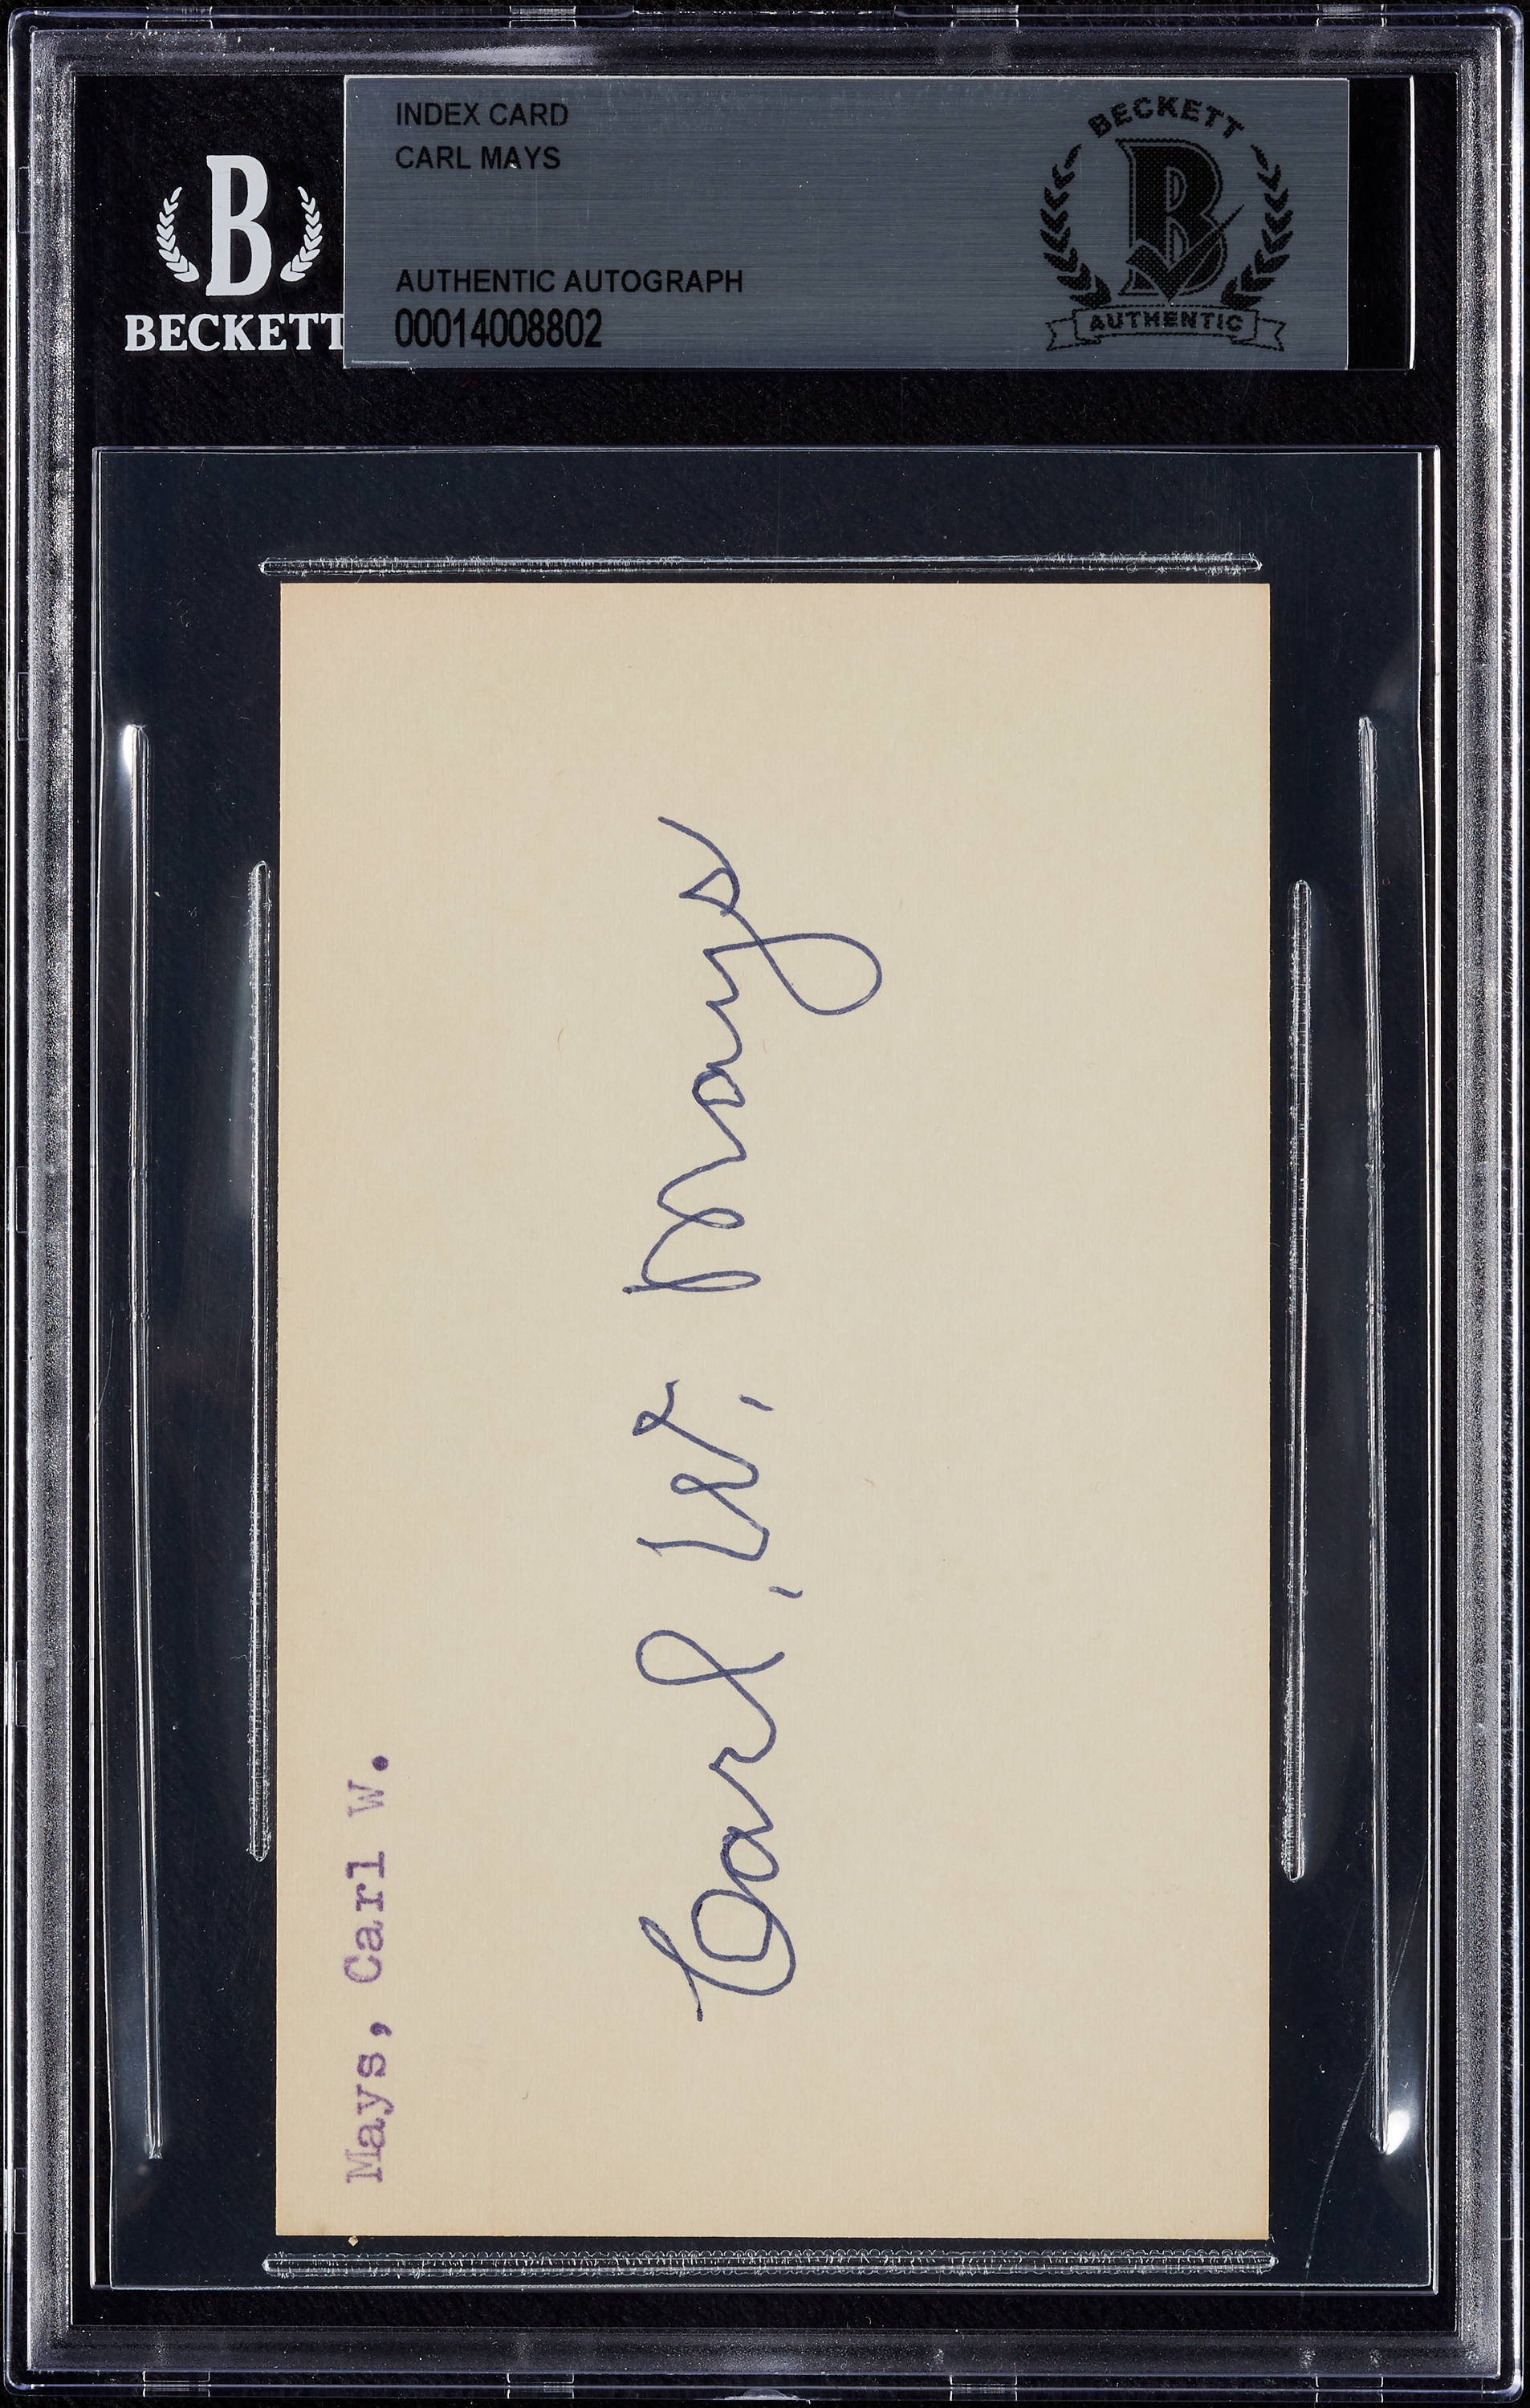 B
BECKETT
INDEX CARD
CARL MAYS
AUTHENTIC AUTOGRAPH
00014008802
BECKETT
B
AUTHENTIC
Mays, Carl W.
Carl. W. Mays